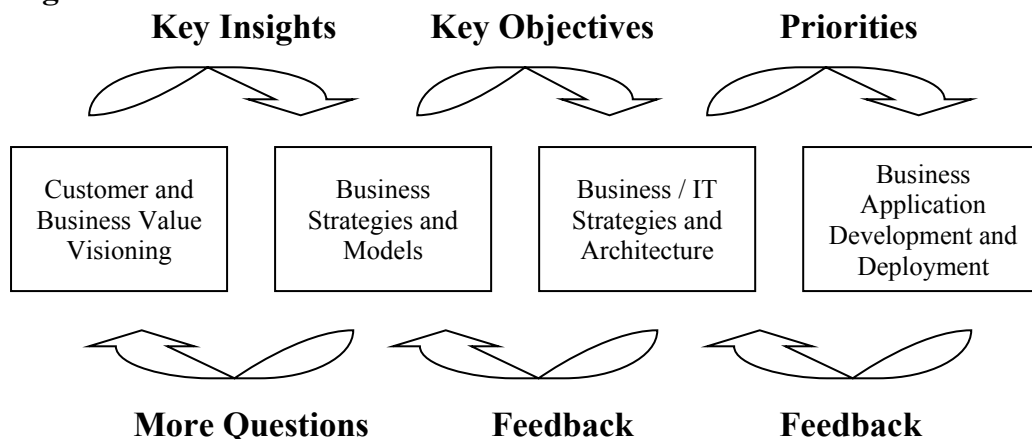 Key Insights Key Objectives Priorities
Customer and
Business Value
Visioning
Business
Strategies and
Models
Business / IT
Strategies and
Architecture
Business
Application
Development and
Deployment
More Questions Feedback Feedback